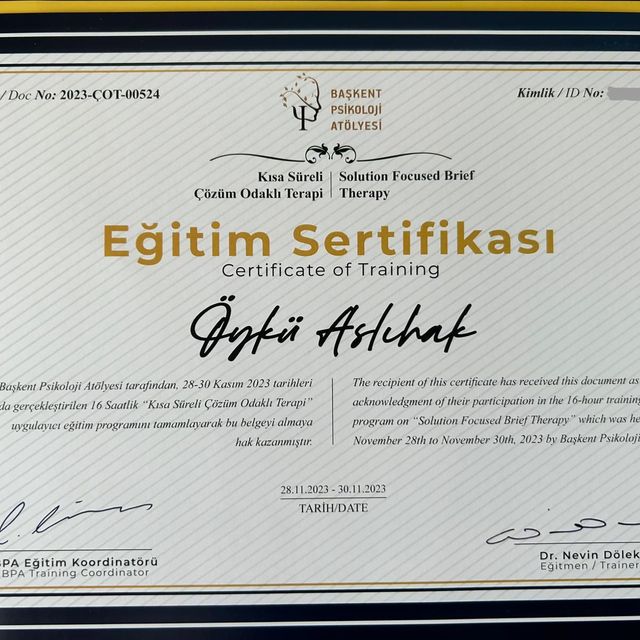 / Doc No: 2023-ÇOT-00524
Kimlik / ID No:
BAŞKENT
PSİKOLOJİ
ATÖLYESİ
Kısa Süreli
Çözüm Odaklı Terapi
Solution Focused Brief
Therapy
Eğitim Sertifikası
Certificate of Training
Öykü Aslıhak
Başkent Psikoloji Atölyesi tarafından, 28-30 Kasım 2023 tarihleri
da gerçekleştirilen 16 Saatlik “Kısa Süreli Çözüm Odaklı Terapi”
uygulayıcı eğitim programını tamamlayarak bu belgeyi almaya
hak kazanmıştır.
The recipient of this certificate has received this document as
acknowledgment of their participation in the 16-hour training
program on “Solution Focused Brief Therapy” which was he
November 28th to November 30th, 2023 by Başkent Psikoloji
28.11.2023 - 30.11.2023
TARİH/DATE
BPA Eğitim Koordinatörü
BPA Training Coordinator
Dr. Nevin Dölek
Eğitmen / Trainer